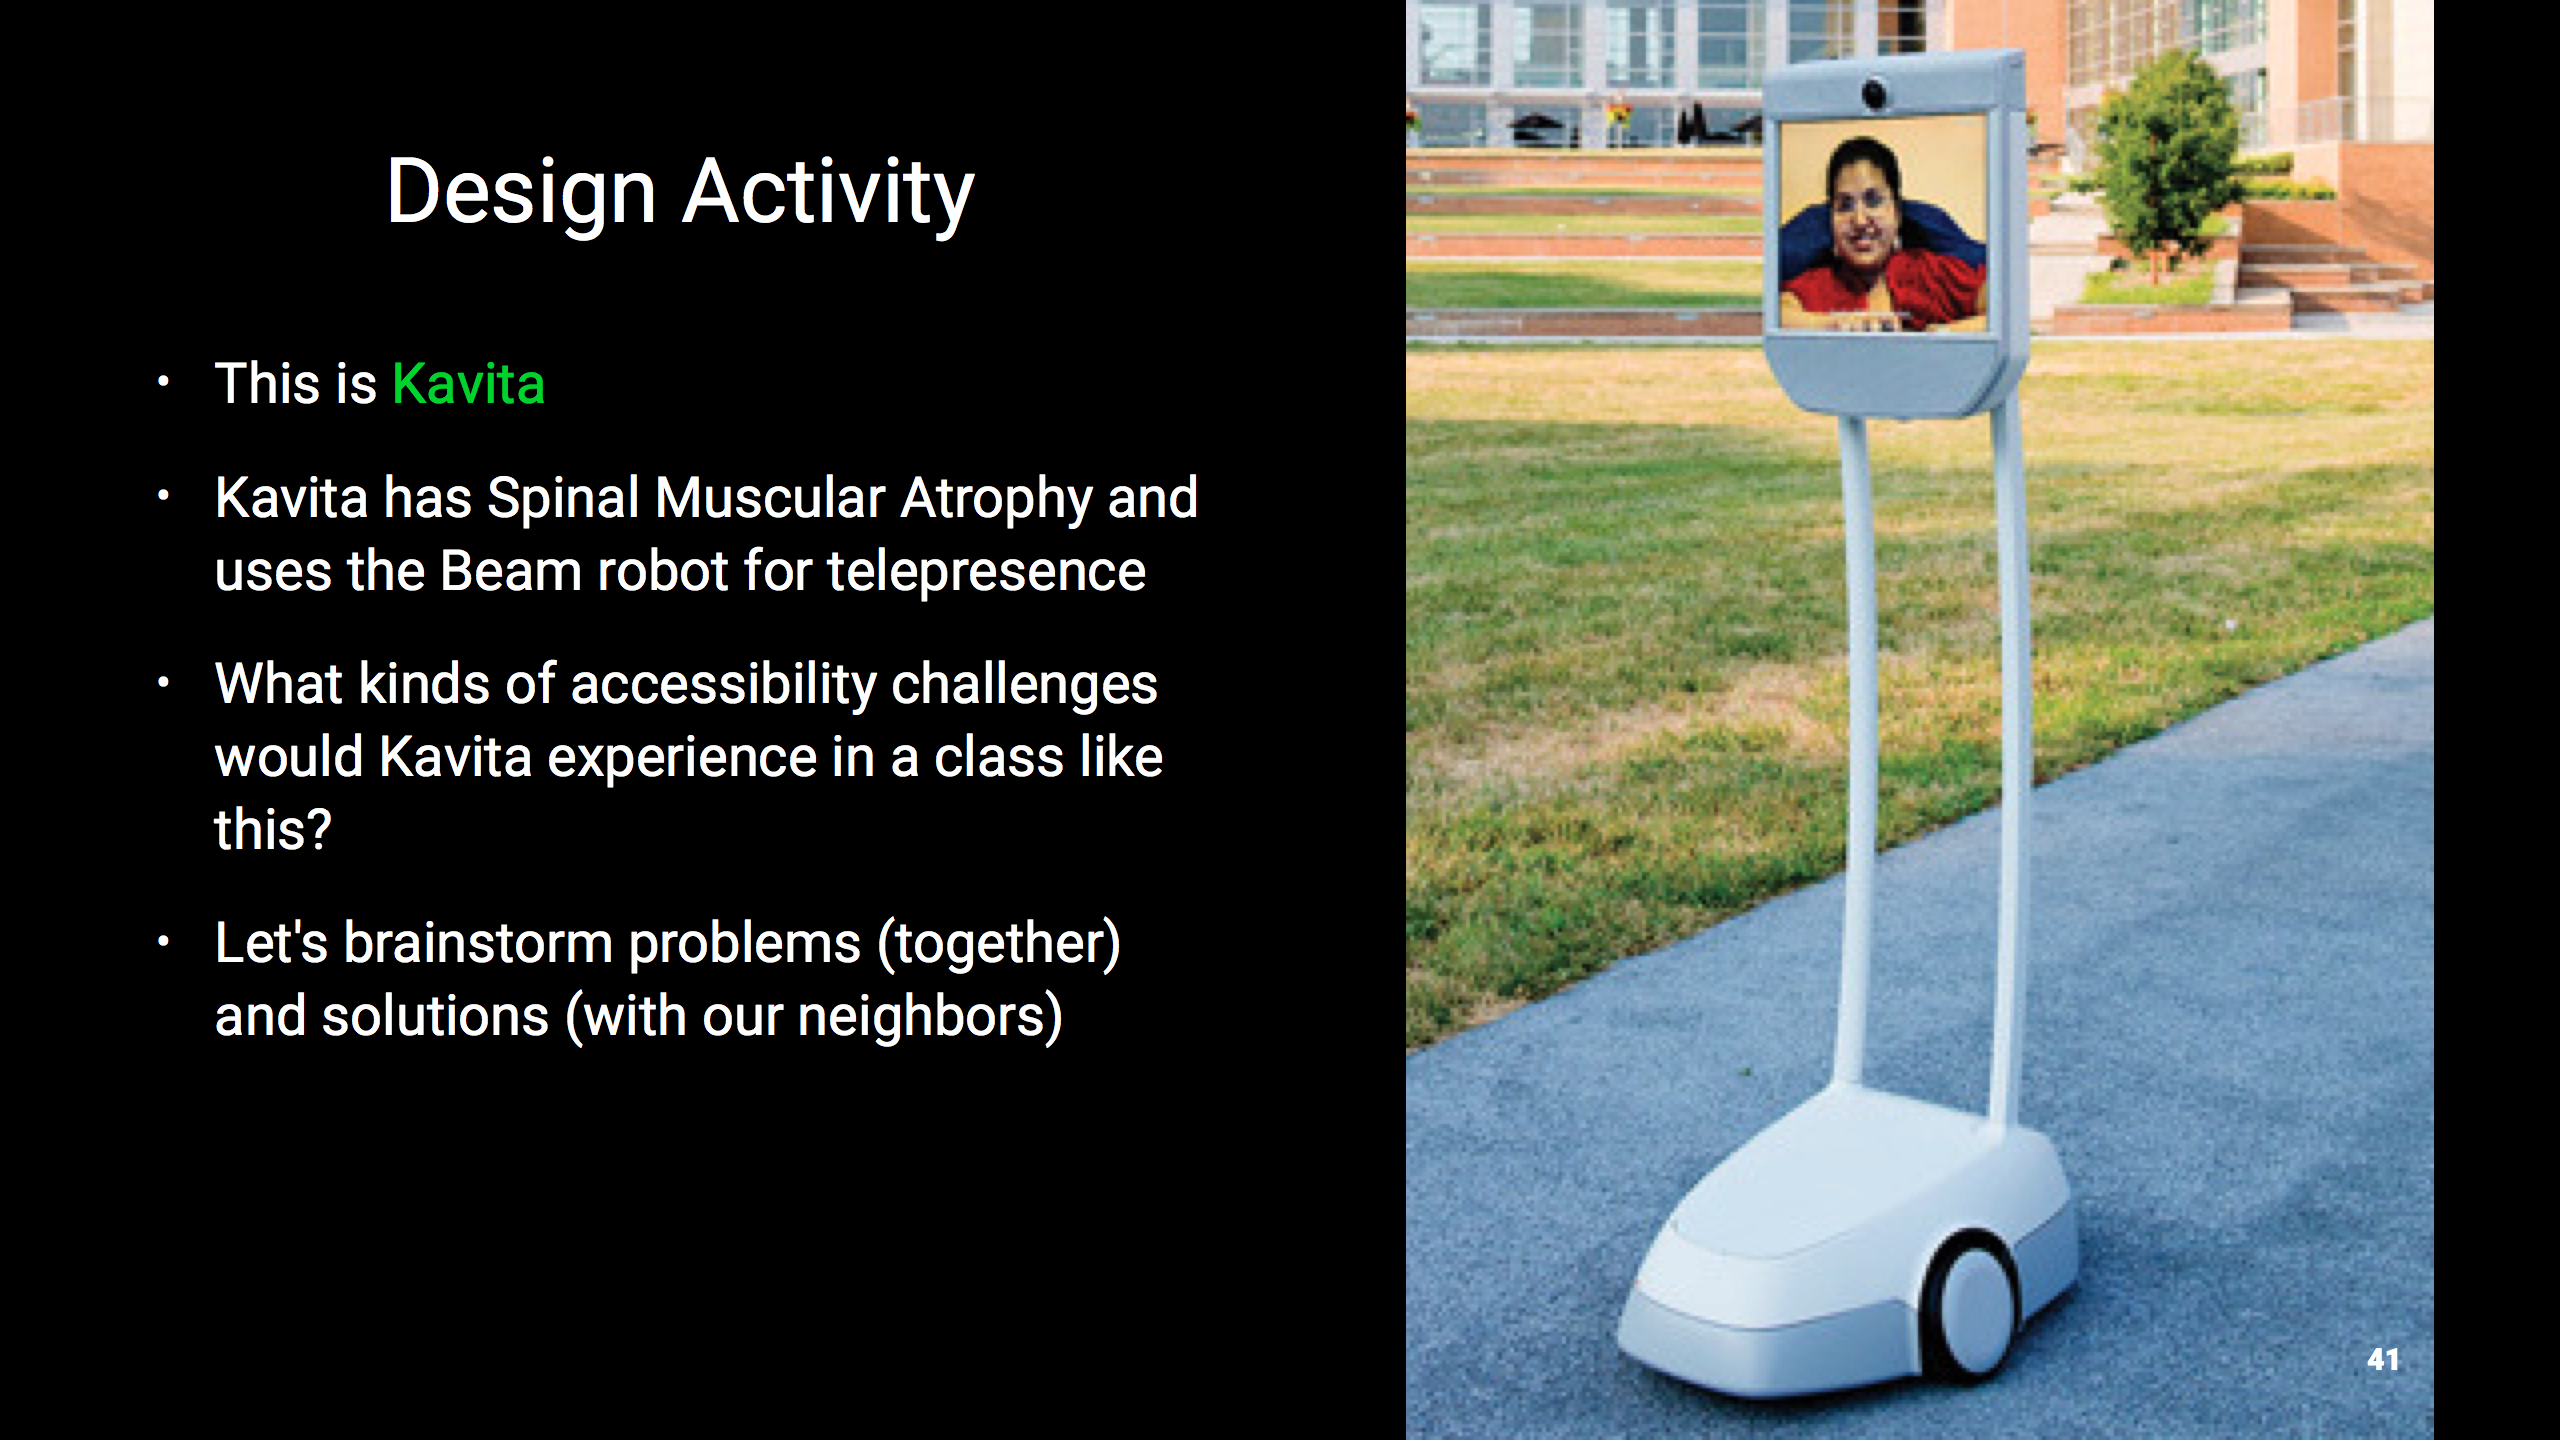 Design Activity
• This is Kavita
• Kavita has Spinal Muscular Atrophy and
uses the Beam robot for telepresence
• What kinds of accessibility challenges
would Kavita experience in a class like
this?
• Let's brainstorm problems (together)
and solutions (with our neighbors)
41